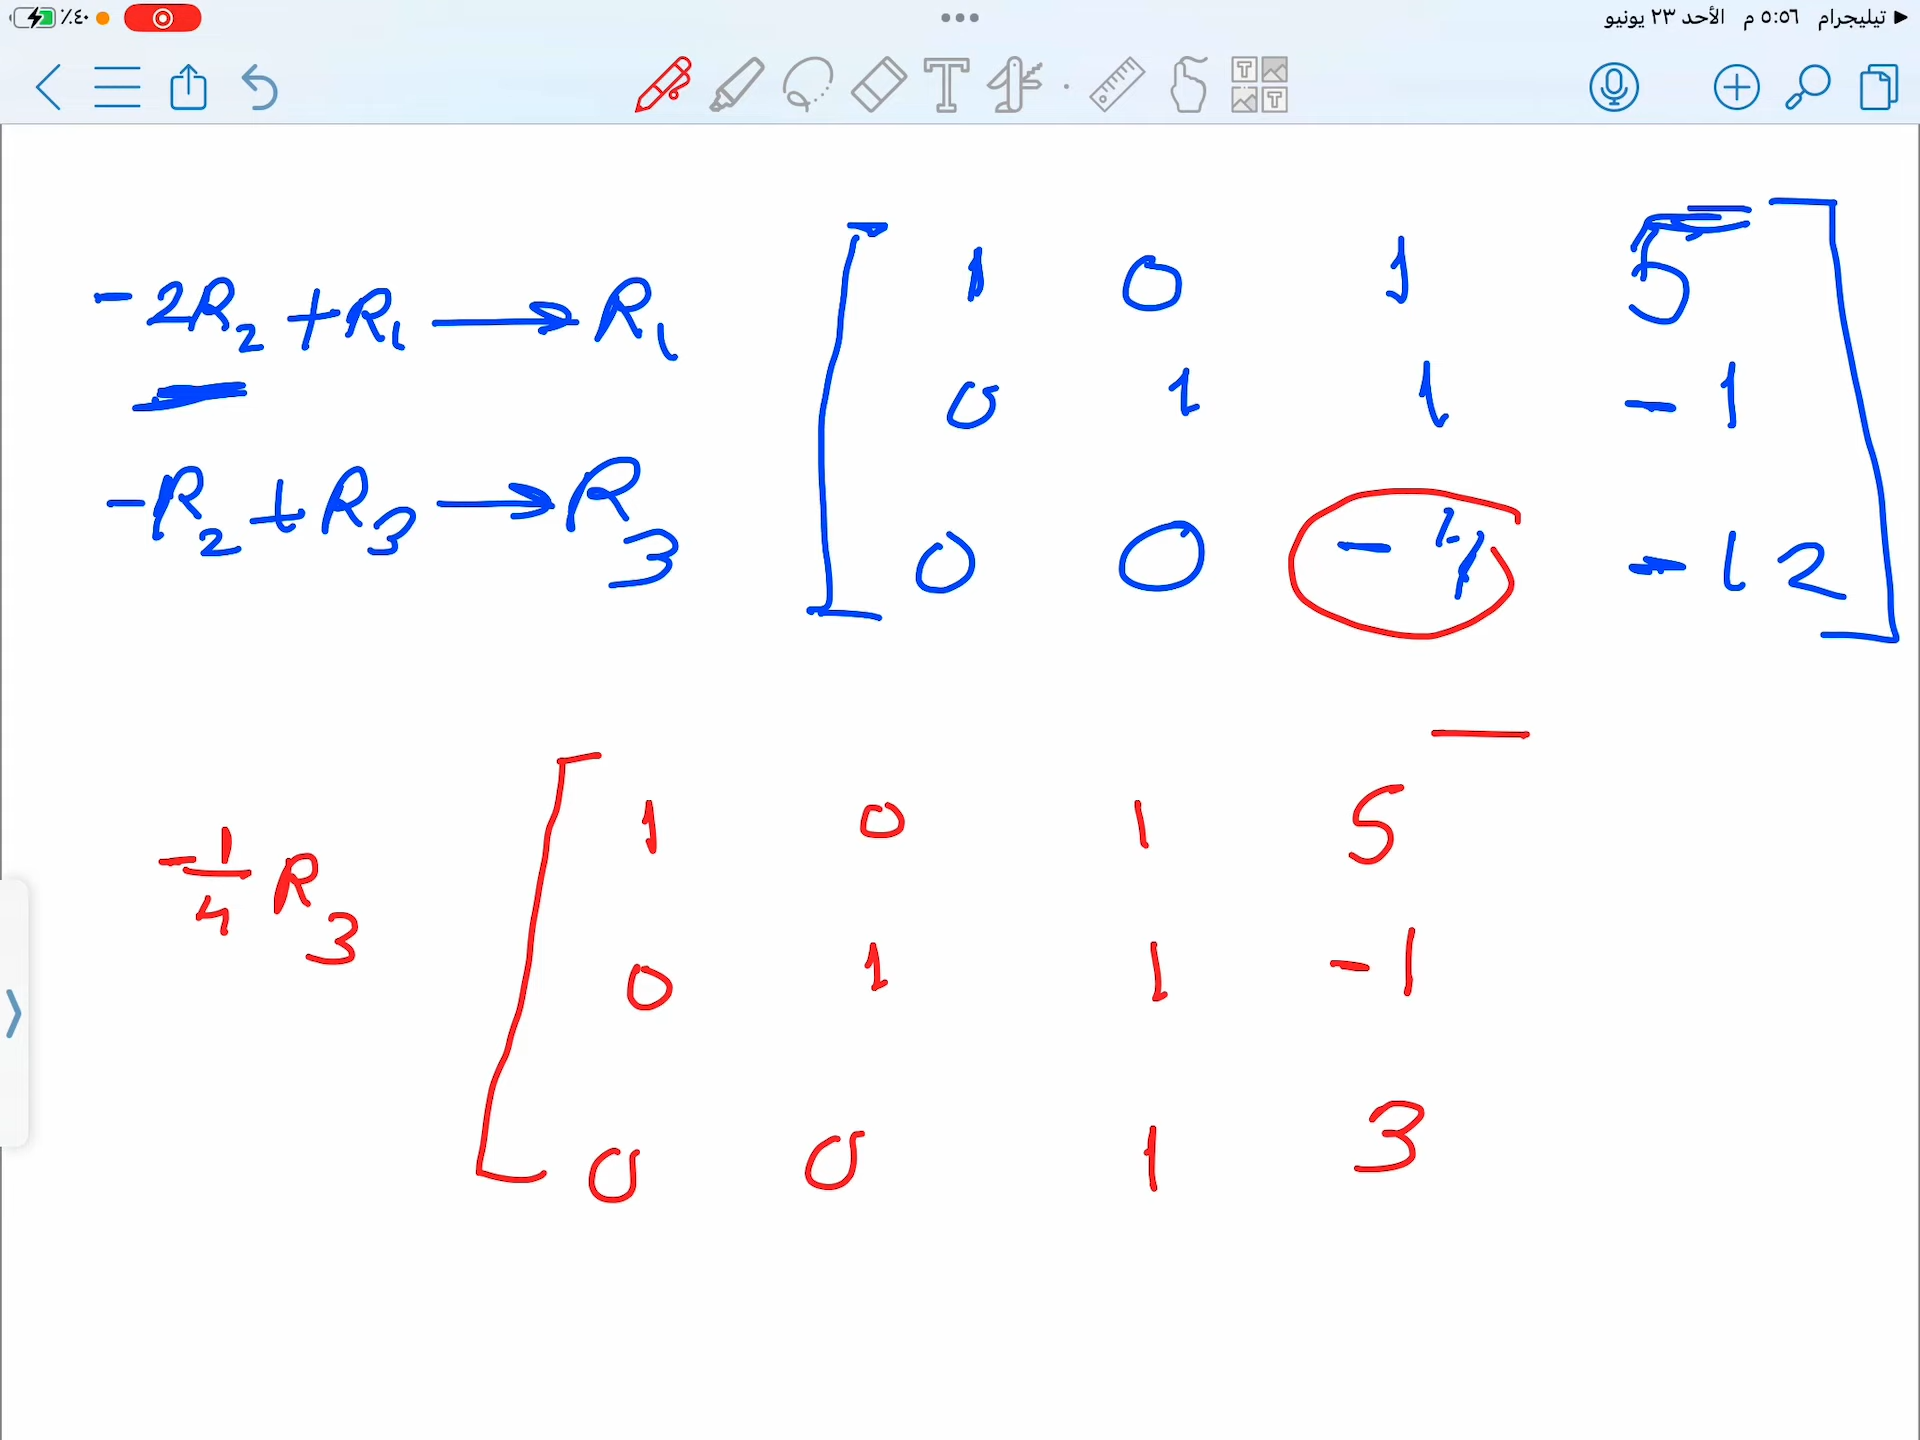 ٪٤٠
تيليجرام ٥:٥٦ م الأحد ٢٣ يونيو
-2R₂ + R₁ → R₁
-R₂ + R₃ → R₃
1 0 1 5
0 1 1 -1
0 0 -4 -12
-1/4 R₃
1 0 1 5
0 1 1 -1
0 0 1 3